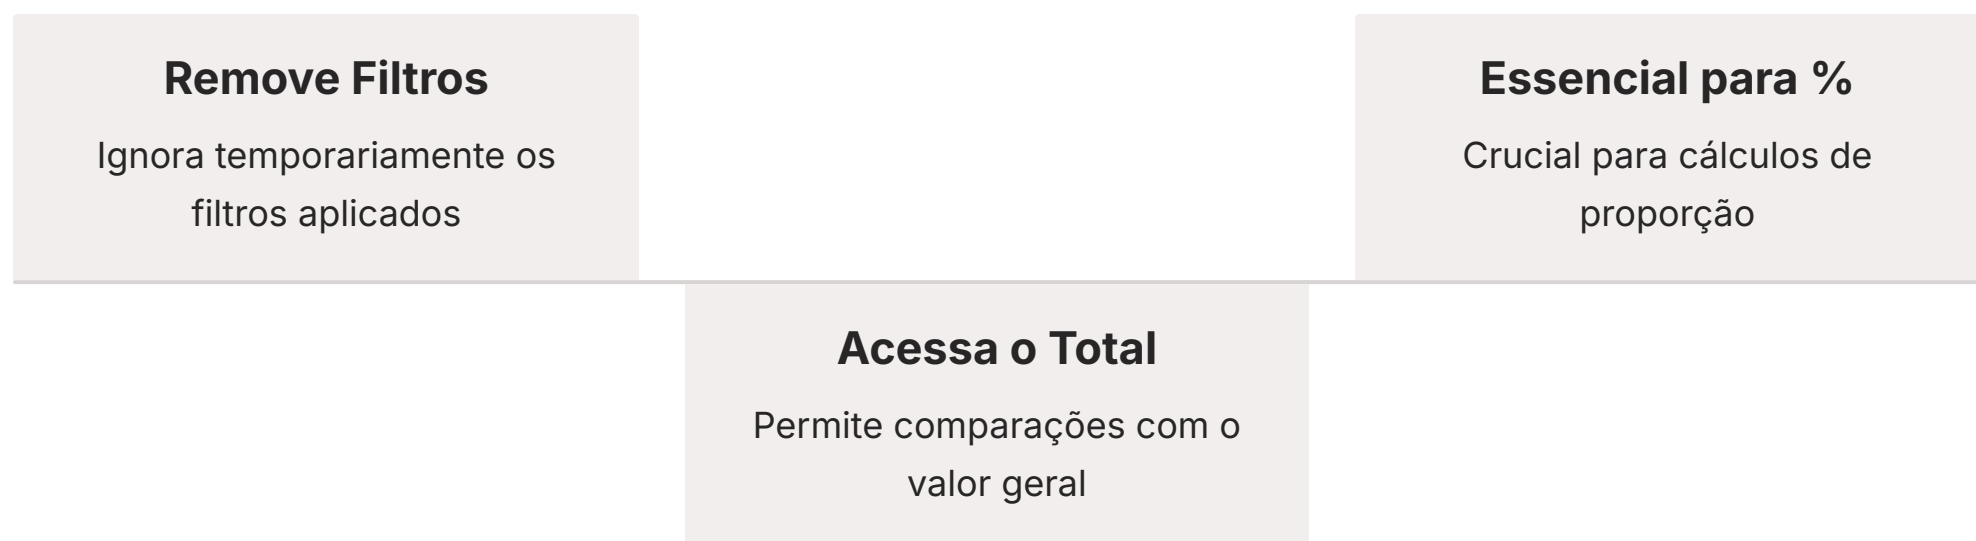 Remove Filtros
Ignora temporariamente os
filtros aplicados
Acessa o Total
Permite comparações com o
valor geral
Essencial para %
Crucial para cálculos de
proporção